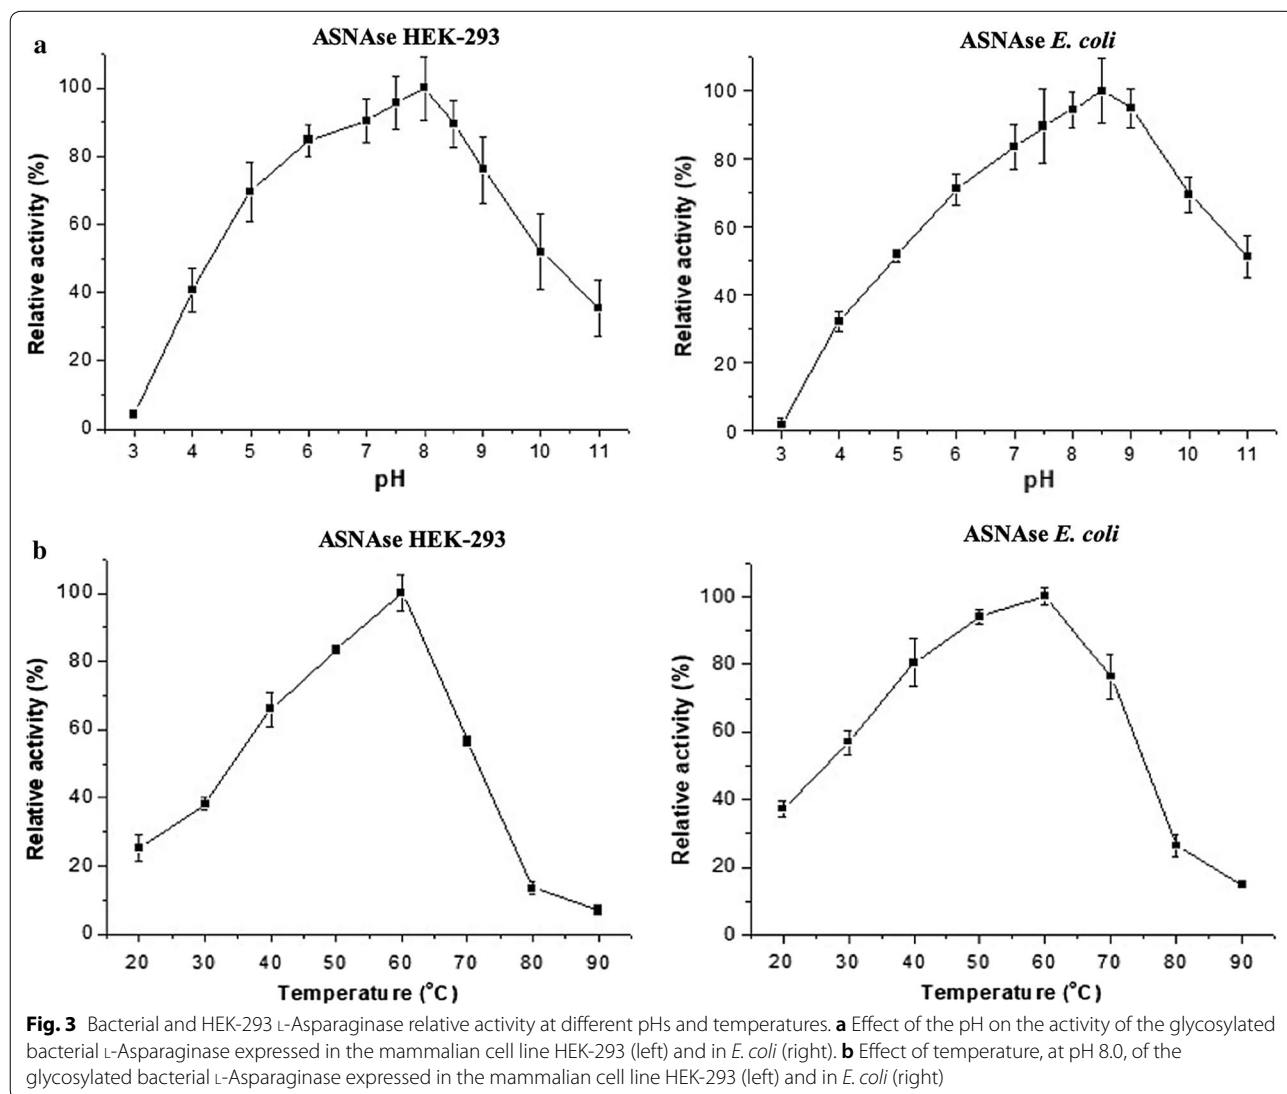 a
ASNAse HEK-293
Relative activity (%)
100
80
60
40
20
0
3 4 5 6 7 8 9 10 11
pH
ASNAse E. coli
Relative activity (%)
100
80
60
40
20
0
3 4 5 6 7 8 9 10 11
pH
b
ASNAse HEK-293
Relative activity (%)
100
80
60
40
20
0
20 30 40 50 60 70 80 90
Temperature (°C)
ASNAse E. coli
Relative activity (%)
100
80
60
40
20
0
20 30 40 50 60 70 80 90
Temperature (°C)
Fig. 3 Bacterial and HEK-293 L-Asparaginase relative activity at different pHs and temperatures. a Effect of the pH on the activity of the glycosylated
bacterial L-Asparaginase expressed in the mammalian cell line HEK-293 (left) and in E. coli (right). b Effect of temperature, at pH 8.0, of the
glycosylated bacterial L-Asparaginase expressed in the mammalian cell line HEK-293 (left) and in E. coli (right)